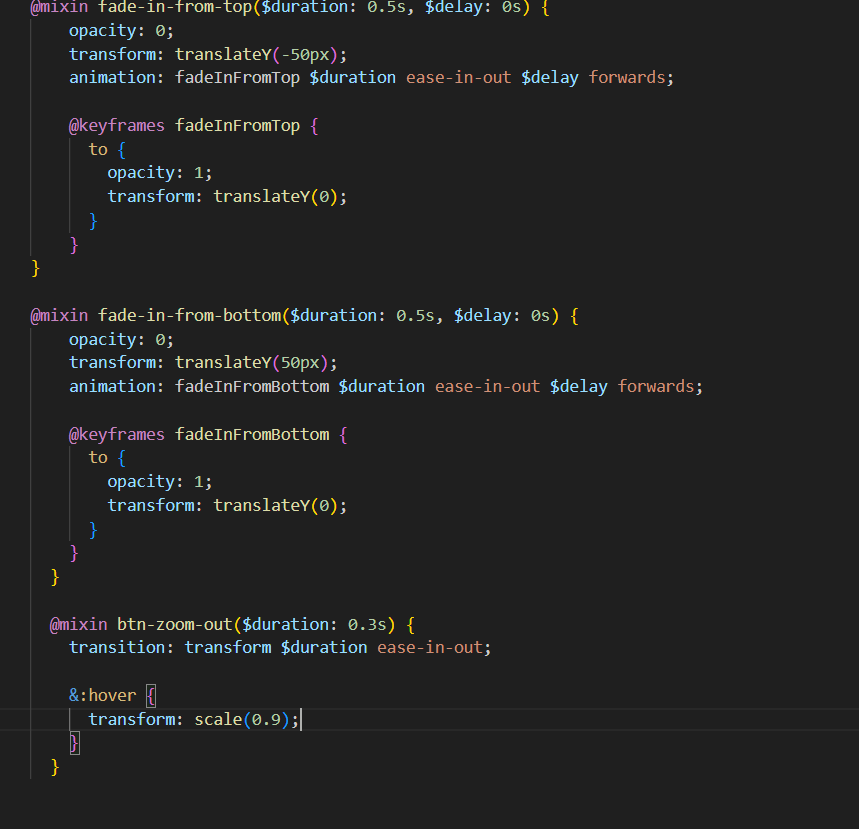 @mixin fade-in-from-top($duration: 0.5s, $delay: 0s) {
opacity: 0;
transform: translateY(-50px);
animation: fadeInFromTop $duration ease-in-out $delay forwards;
@keyframes fadeInFromTop {
to {
opacity: 1;
transform: translateY(0);
}
}
}
@mixin fade-in-from-bottom($duration: 0.5s, $delay: 0s) {
opacity: 0;
transform: translateY(50px);
animation: fadeInFromBottom $duration ease-in-out $delay forwards;
@keyframes fadeInFromBottom {
to {
opacity: 1;
transform: translateY(0);
}
}
}
@mixin btn-zoom-out($duration: 0.3s) {
transition: transform $duration ease-in-out;
&:hover {
transform: scale(0.9);
}
}